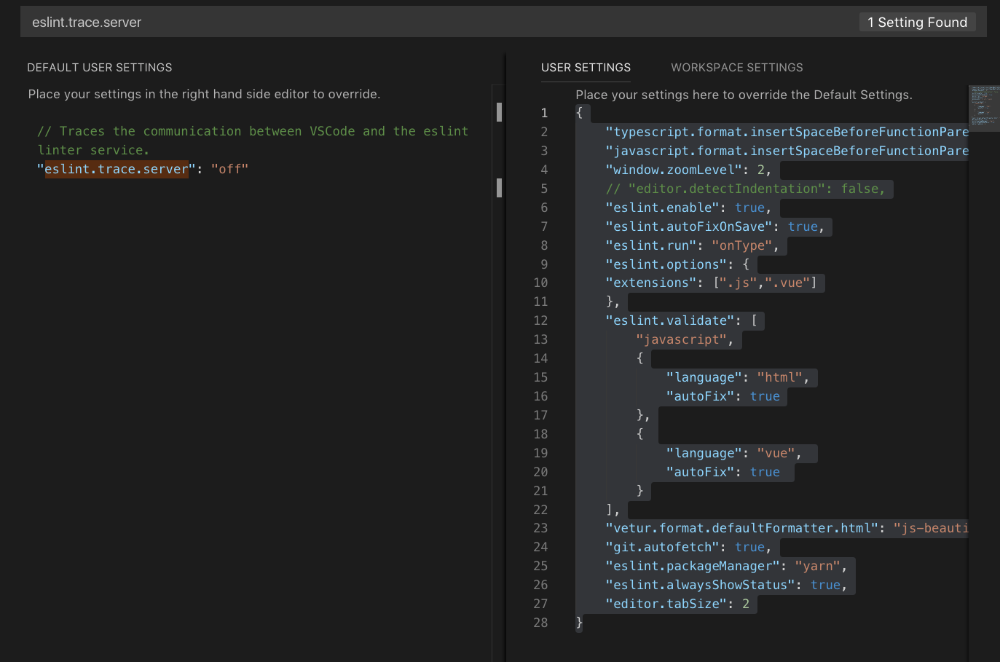 eslint.trace.server
1 Setting Found
DEFAULT USER SETTINGS
Place your settings in the right hand side editor to override.
// Traces the communication between VSCode and the eslint
linter service.
"eslint.trace.server": "off"
USER SETTINGS
WORKSPACE SETTINGS
Place your settings here to override the Default Settings.
1 {
2 "typescript.format.insertSpaceBeforeFunctionPare
3 "javascript.format.insertSpaceBeforeFunctionPare
4 "window.zoomLevel": 2,
5 // "editor.detectIndentation": false,
6 "eslint.enable": true,
7 "eslint.autoFixOnSave": true,
8 "eslint.run": "onType",
9 "eslint.options": {
10 "extensions": [".js",".vue"]
11 },
12 "eslint.validate": [
13 "javascript",
14 {
15 "language": "html",
16 "autoFix": true
17 },
18 {
19 "language": "vue",
20 "autoFix": true
21 }
22 ],
23 "vetur.format.defaultFormatter.html": "js-beauti
24 "git.autofetch": true,
25 "eslint.packageManager": "yarn",
26 "eslint.alwaysShowStatus": true,
27 "editor.tabSize": 2
28 }